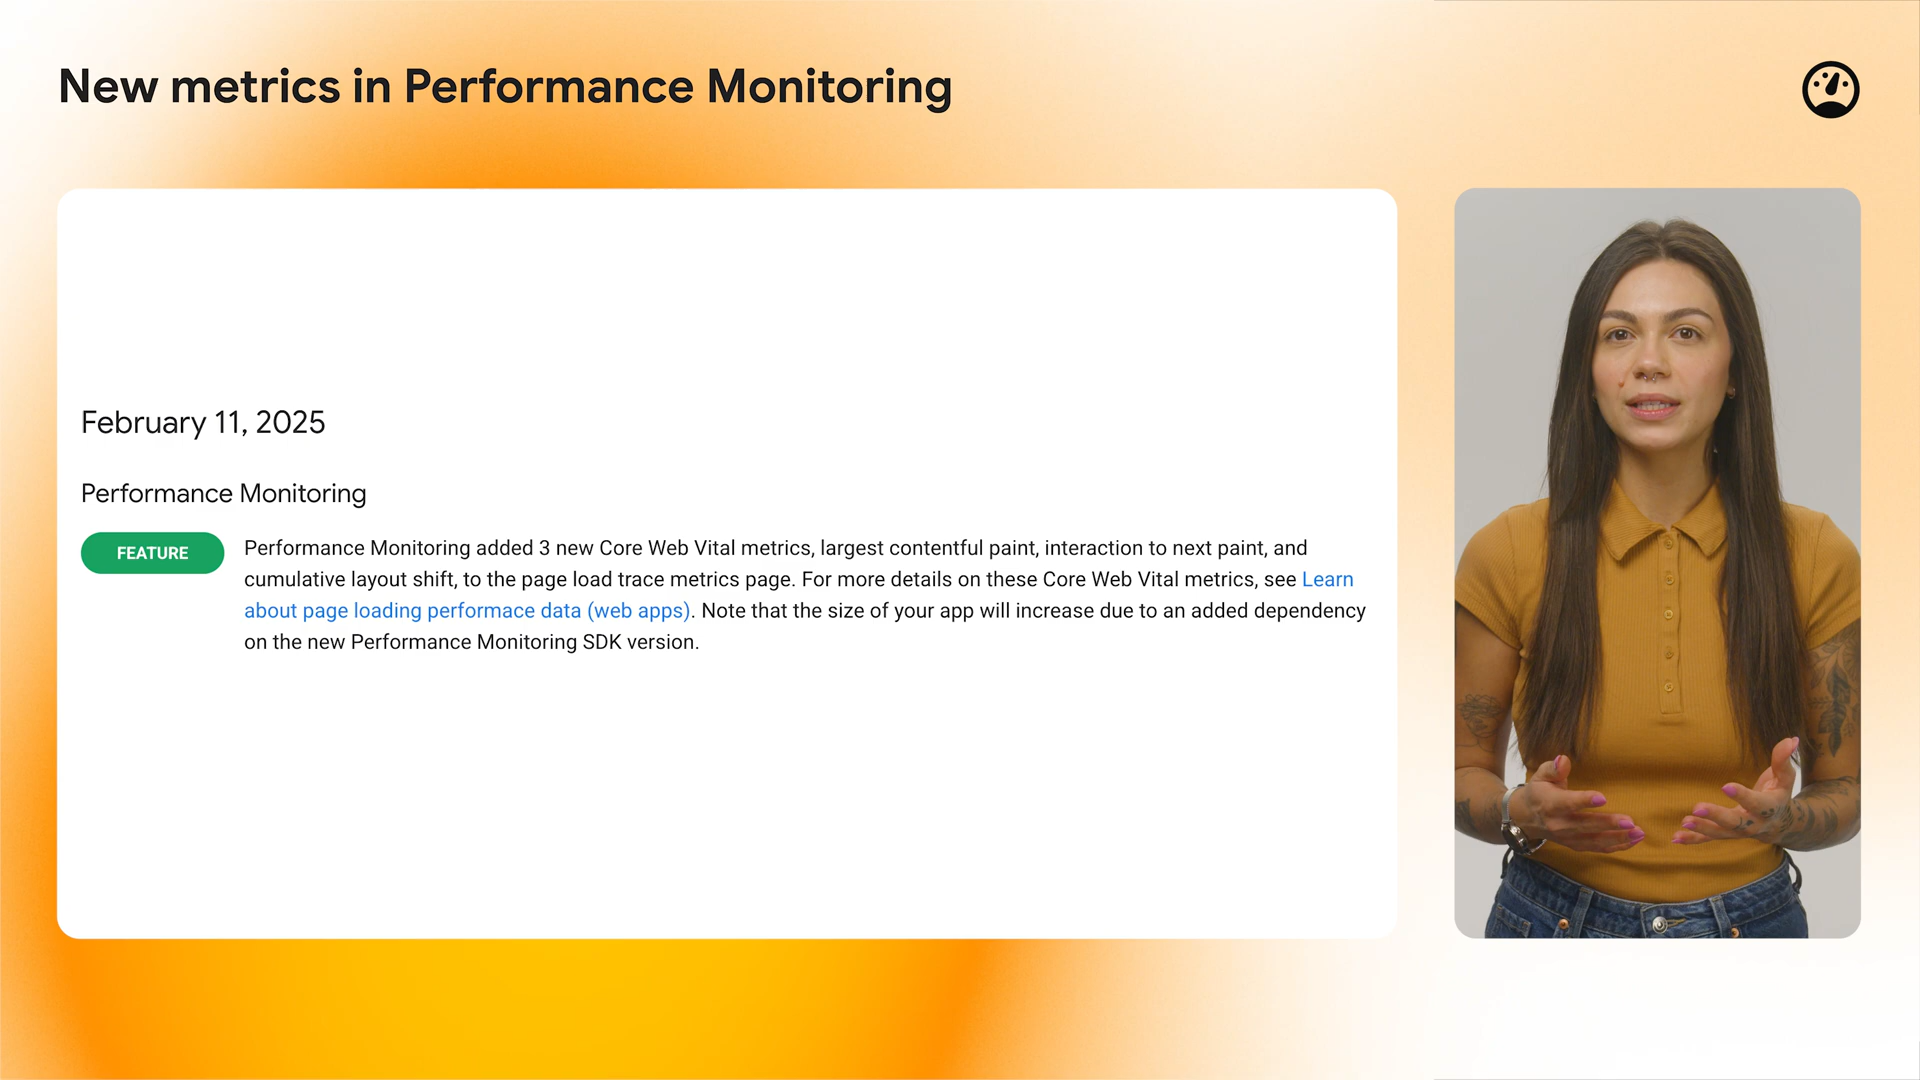 New metrics in Performance Monitoring
February 11, 2025
Performance Monitoring
FEATURE
Performance Monitoring added 3 new Core Web Vital metrics, largest contentful paint, interaction to next paint, and
cumulative layout shift, to the page load trace metrics page. For more details on these Core Web Vital metrics, see Learn
about page loading performace data (web apps). Note that the size of your app will increase due to an added dependency
on the new Performance Monitoring SDK version.